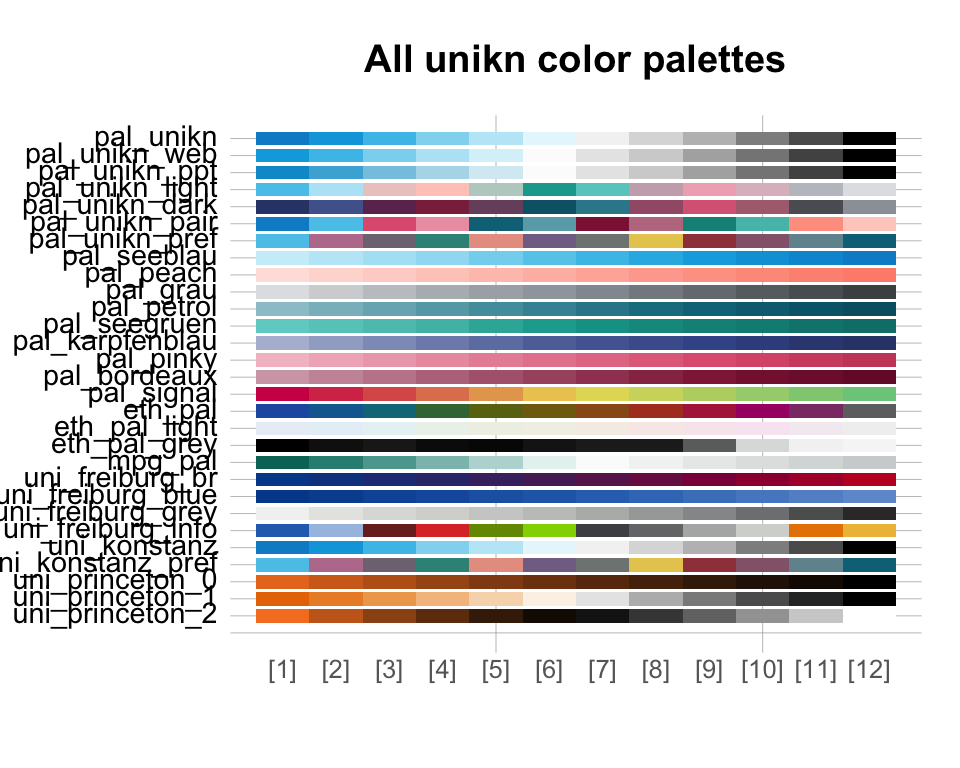 All unikn color palettes
pal_unikn
pal_unikn_web
pal_unikn_ppt
pal_unikn_light
pal_unikn_dark
pal_unikn_pair
pal_unikn_pref
pal_seeblau
pal_peach
pal_grau
pal_petrol
pal_seegruen
pal_karpfenblau
pal_pinky
pal_bordeaux
pal_signal
eth_pal
eth_pal_light
eth_pal_grey
mpg_pal
uni_freiburg_br
uni_freiburg_blue
uni_freiburg_grey
uni_freiburg_info
uni_konstanz
ni_konstanz_pref
uni_princeton_0
uni_princeton_1
uni_princeton_2
[1] [2] [3] [4] [5] [6] [7] [8] [9] [10] [11] [12]